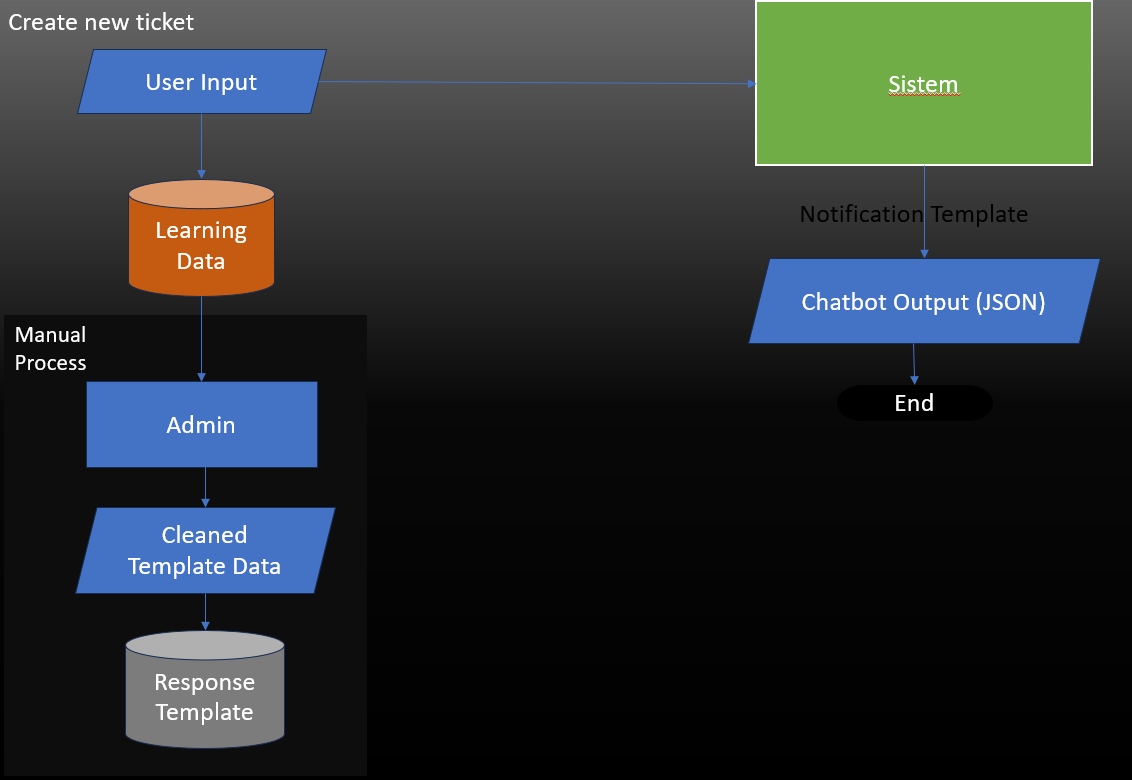 Create new ticket
User Input
Sistem
Learning
Data
Notification Template
Chatbot Output (JSON)
Manual
Process
End
Admin
Cleaned
Template Data
Response
Template